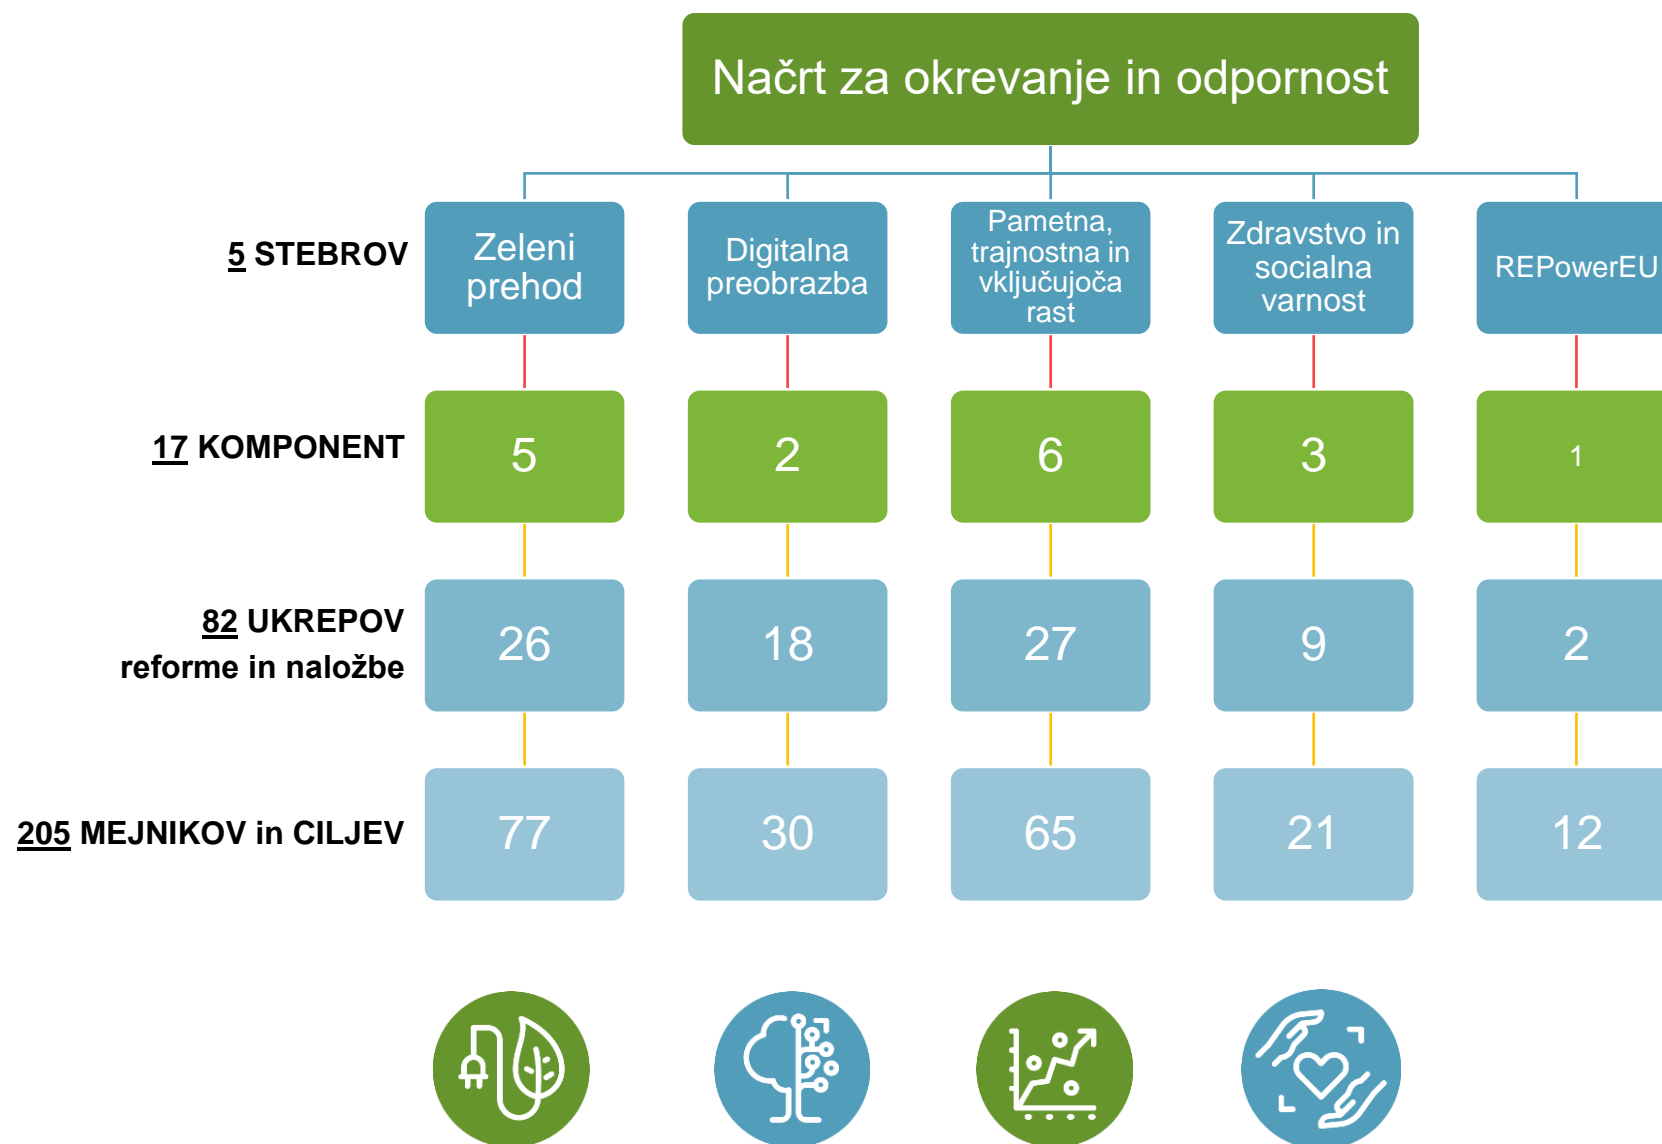 Načrt za okrevanje in odpornost
5 STEBROV
Zeleni
prehod
Digitalna
preobrazba
Pametna,
trajnostna in
vključujoča
rast
Zdravstvo in
socialna
varnost
REPowerEU
17 KOMPONENT
5
2
6
3
1
82 UKREPOV
reforme in naložbe
26
18
27
9
2
205 MEJNIKOV in CILJEV
77
30
65
21
12